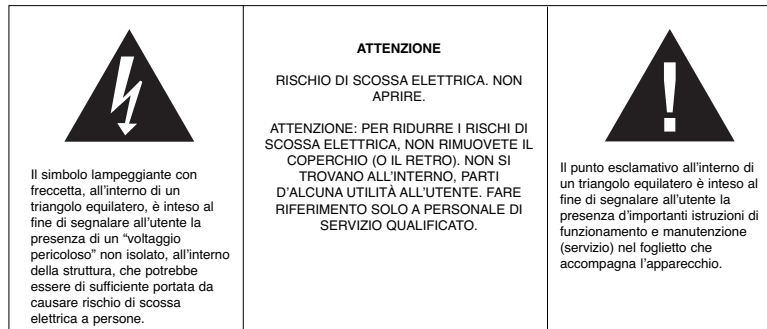 Il simbolo lampeggiante con
freccetta, all'interno di un
triangolo equilatero, è inteso al
fine di segnalare all'utente la
presenza di un "voltaggio
pericoloso" non isolato, all'interno
della struttura, che potrebbe
essere di sufficiente portata da
causare rischio di scossa
elettrica a persone.
ATTENZIONE
RISCHIO DI SCOSSA ELETTRICA. NON
APRIRE.
ATTENZIONE: PER RIDURRE I RISCHI DI
SCOSSA ELETTRICA, NON RIMUOVETE IL
COPERCHIO (O IL RETRO). NON SI
TROVANO ALL'INTERNO, PARTI
D'ALCUNA UTILITÀ ALL'UTENTE. FARE
RIFERIMENTO SOLO A PERSONALE DI
SERVIZIO QUALIFICATO.
!
Il punto esclamativo all'interno di
un triangolo equilatero è inteso al
fine di segnalare all'utente la
presenza d'importanti istruzioni di
funzionamento e manutenzione
(servizio) nel foglietto che
accompagna l'apparecchio.